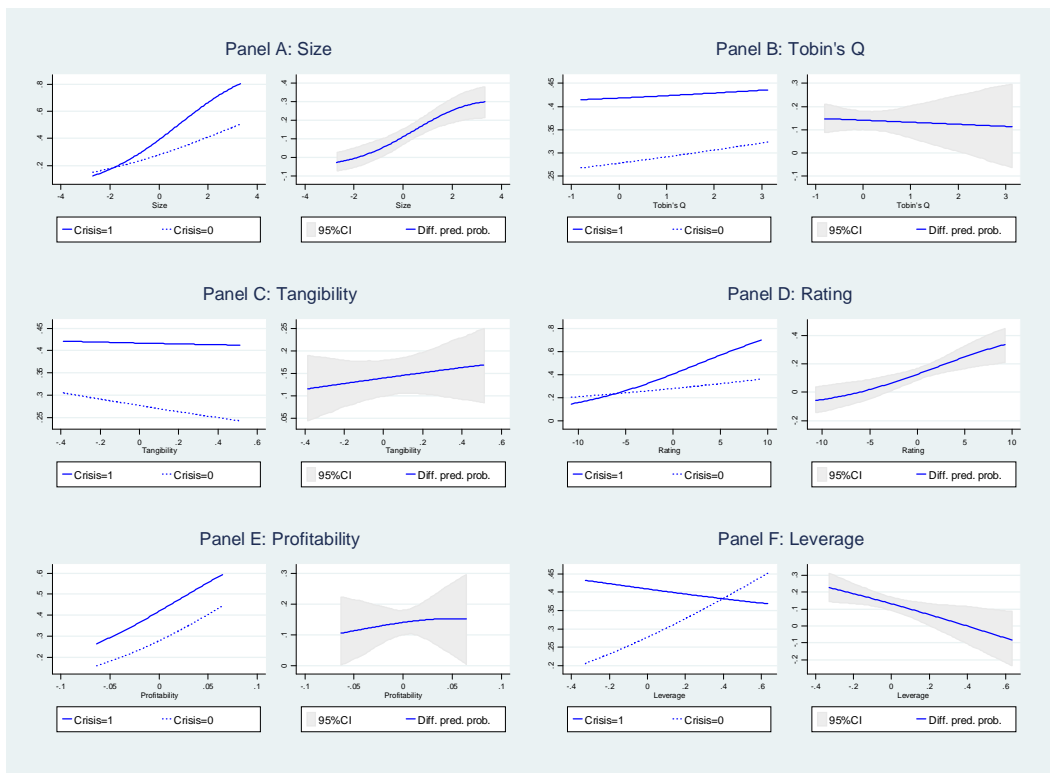 Panel A: Size
.2 .4 .6 .8
-4 -2 0 2 4
Size
Crisis=1 Crisis=0
-.1 0 .1 .2 .3 .4
-4 -2 0 2 4
Size
95%CI Diff. pred. prob.
Panel B: Tobin's Q
.25 .3 .35 .4 .45
-1 0 1 2 3
Tobin's Q
Crisis=1 Crisis=0
-.1 0 .1 .2 .3
-1 0 1 2 3
Tobin's Q
95%CI Diff. pred. prob.
Panel C: Tangibility
.25 .3 .35 .4 .45
-.4 -.2 0 .2 .4 .6
Tangibility
Crisis=1 Crisis=0
.05 .1 .15 .2 .25
-.4 -.2 0 .2 .4 .6
Tangibility
95%CI Diff. pred. prob.
Panel D: Rating
0 .2 .4 .6 .8
-10 -5 0 5 10
Rating
Crisis=1 Crisis=0
-.2 0 .2 .4
-10 -5 0 5 10
Rating
95%CI Diff. pred. prob.
Panel E: Profitability
.2 .3 .4 .5 .6
-.1 -.05 0 .05 .1
Profitability
Crisis=1 Crisis=0
0 .1 .2 .3
-.1 -.05 0 .05 .1
Profitability
95%CI Diff. pred. prob.
Panel F: Leverage
.2 .25 .3 .35 .4 .45
-.4 -.2 0 .2 .4 .6
Leverage
Crisis=1 Crisis=0
-.2 -.1 0 .1 .2 .3
-.4 -.2 0 .2 .4 .6
Leverage
95%CI Diff. pred. prob.